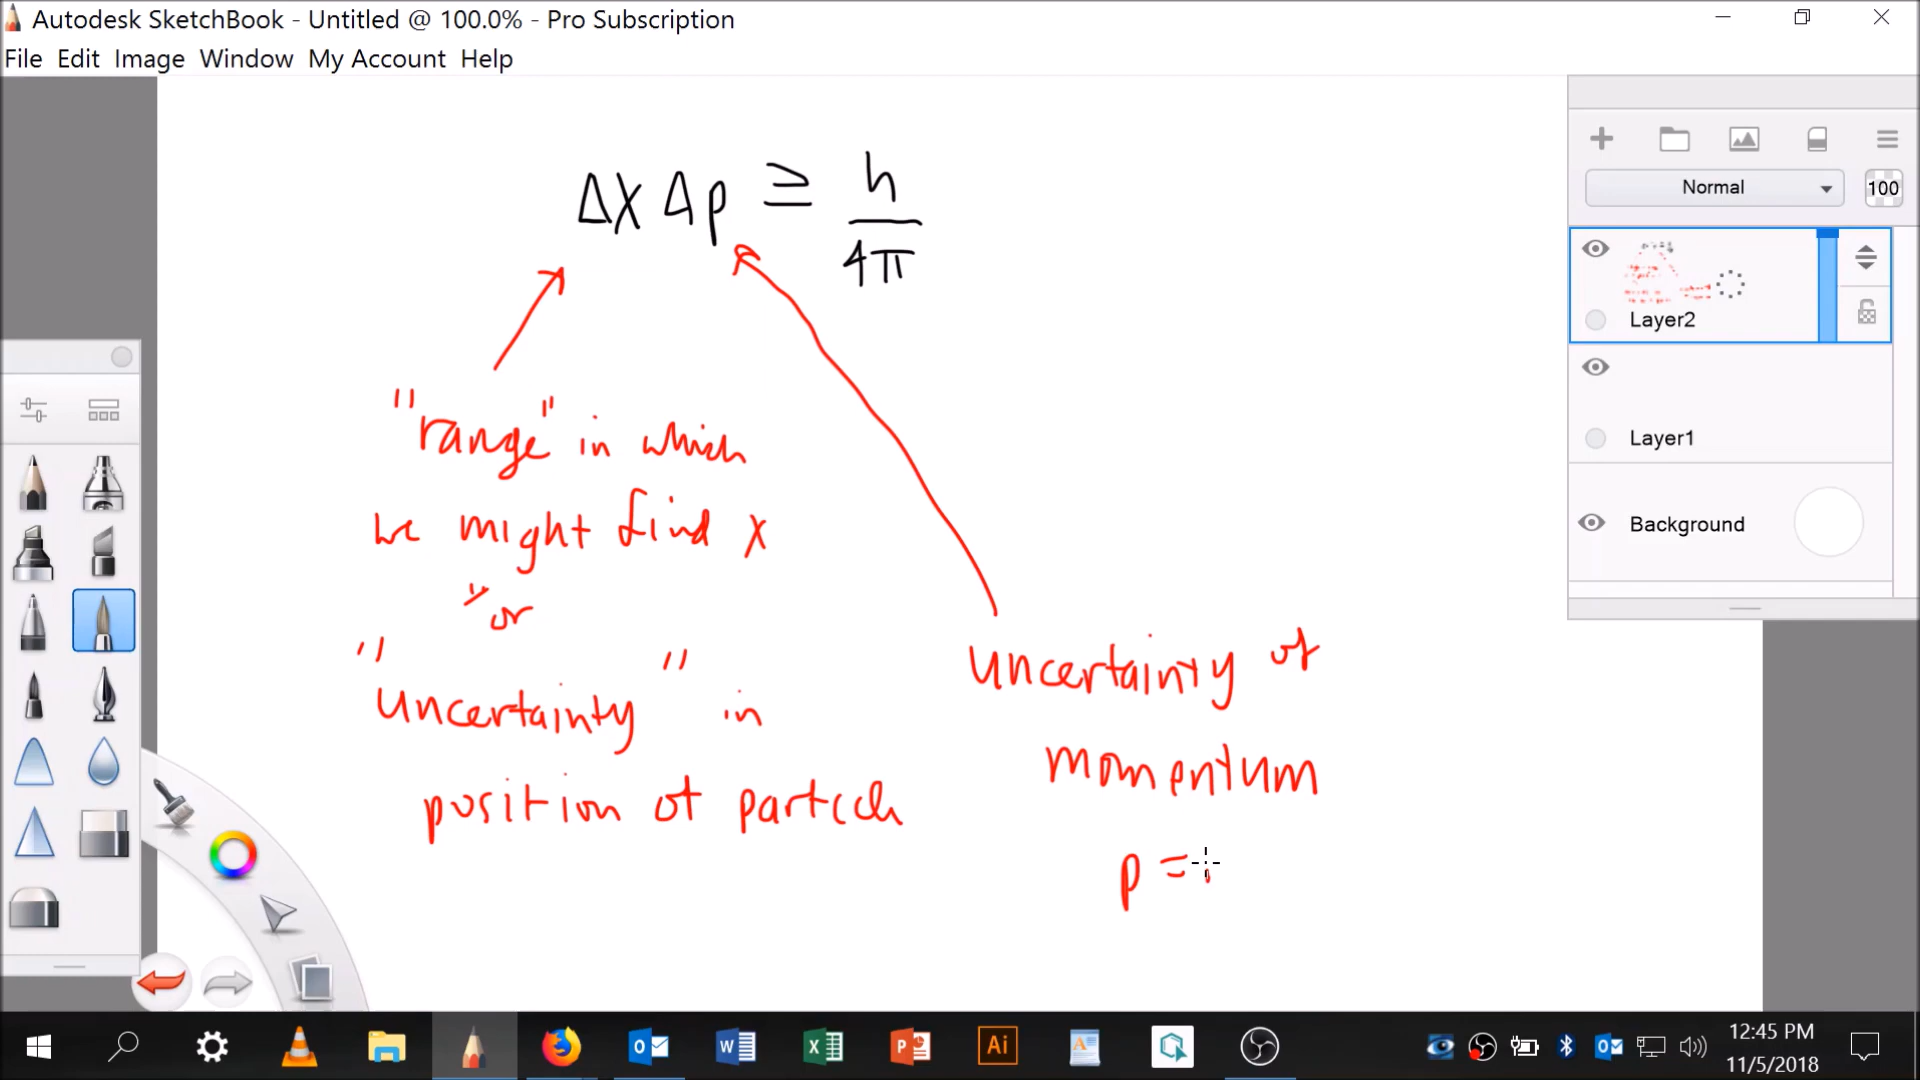 Autodesk SketchBook - Untitled @ 100.0% - Pro Subscription
File Edit Image Window My Account Help
Δx Δp ≥ h
4π
"range" in which
we might find x
" or
"uncertainty" in
position of particle
uncertainty of
momentum
p =
Normal
100
Layer2
Layer1
Background
Ai
12:45 PM
11/5/2018